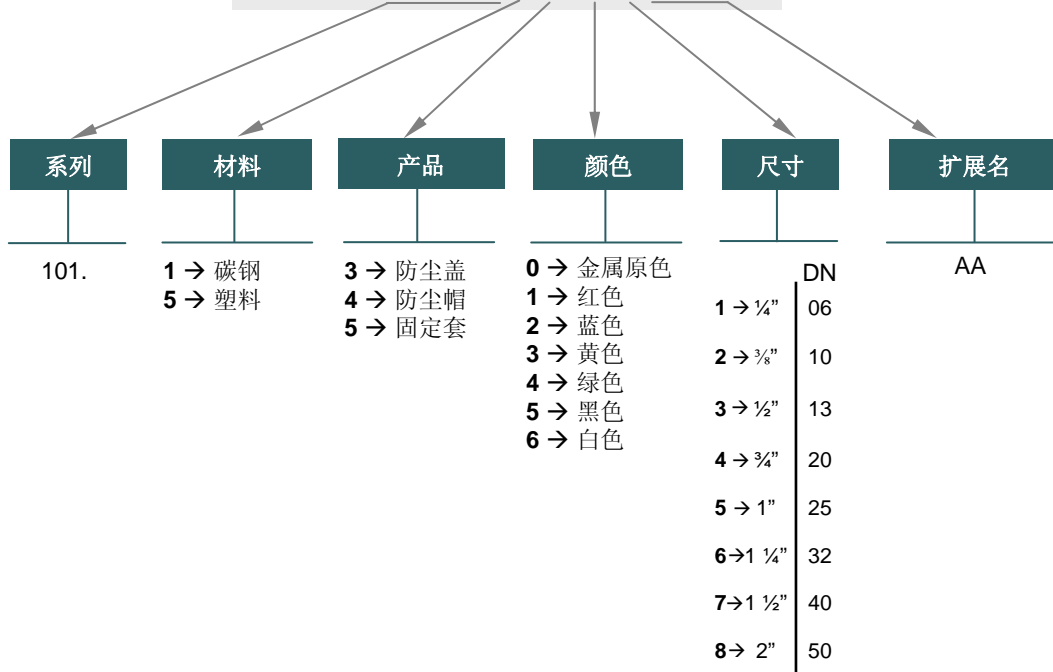 系列
材料
产品
颜色
尺寸
扩展名
101.
1 → 碳钢
5 → 塑料
3 → 防尘盖
4 → 防尘帽
5 → 固定套
0 → 金属原色
1 → 红色
2 → 蓝色
3 → 黄色
4 → 绿色
5 → 黑色
6 → 白色
DN
1 → ¼” 06
2 → ⅜” 10
3 → ½” 13
4 → ¾” 20
5 → 1” 25
6→1 ¼” 32
7→1 ½” 40
8→ 2” 50
AA